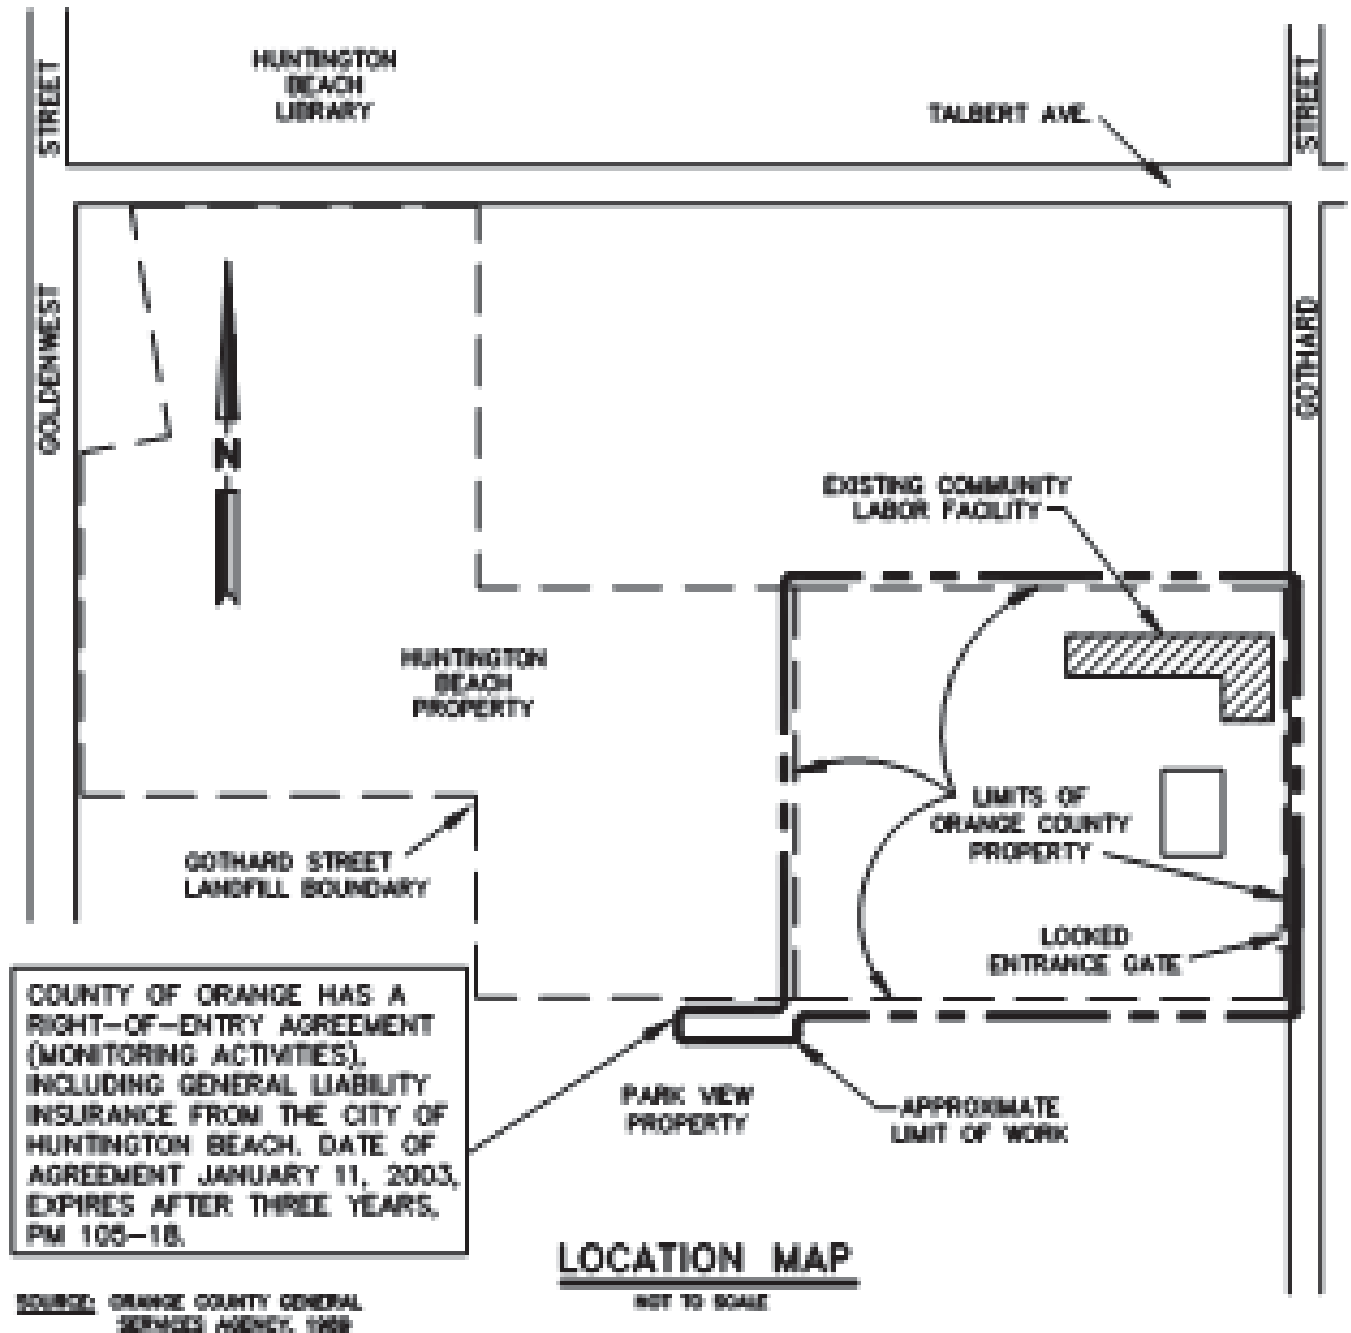 HUNTINGTON
BEACH
LIBRARY
STREET
STREET
TALBERT AVE.
GOLDENWEST
GOTHARD
N
EXISTING COMMUNITY
LABOR FACILITY
HUNTINGTON
BEACH
PROPERTY
LIMITS OF
ORANGE COUNTY
PROPERTY
GOTHARD STREET
LANDFILL BOUNDARY
LOCKED
ENTRANCE GATE
COUNTY OF ORANGE HAS A
RIGHT-OF-ENTRY AGREEMENT
(MONITORING ACTIVITIES),
INCLUDING GENERAL LIABILITY
INSURANCE FROM THE CITY OF
HUNTINGTON BEACH. DATE OF
AGREEMENT JANUARY 11, 2003,
EXPIRES AFTER THREE YEARS,
PM 105-18.
PARK VIEW
PROPERTY
APPROXIMATE
LIMIT OF WORK
LOCATION MAP
NOT TO SCALE
SOURCE: ORANGE COUNTY GENERAL
SERVICES AGENCY,